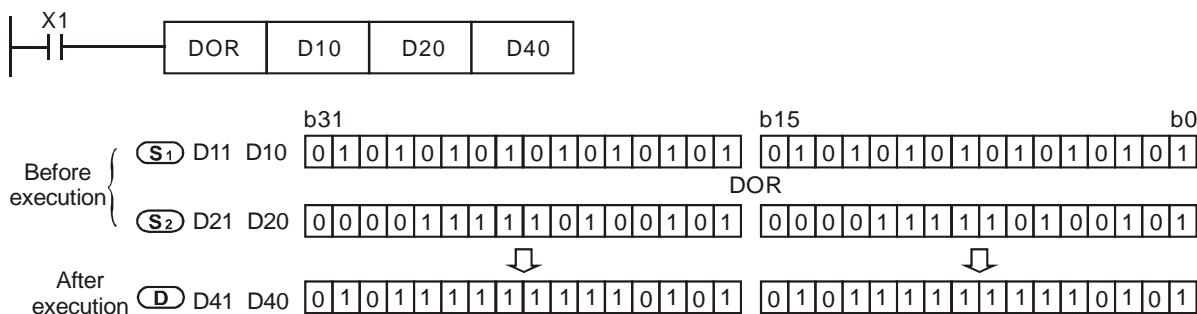 X1
DOR D10 D20 D40
b31 b15 b0
Before execution
S1 D11 D10 0 1 0 1 0 1 0 1 0 1 0 1 0 1 0 1 0 1 0 1 0 1 0 1 0 1 0 1 0 1 0 1
DOR
S2 D21 D20 0 0 0 0 1 1 1 1 1 0 1 0 0 1 0 1 0 0 0 0 1 1 1 1 1 0 1 0 0 1 0 1
After execution
D D41 D40 0 1 0 1 1 1 1 1 1 1 1 1 0 1 0 1 0 1 0 1 1 1 1 1 1 1 1 1 0 1 0 1